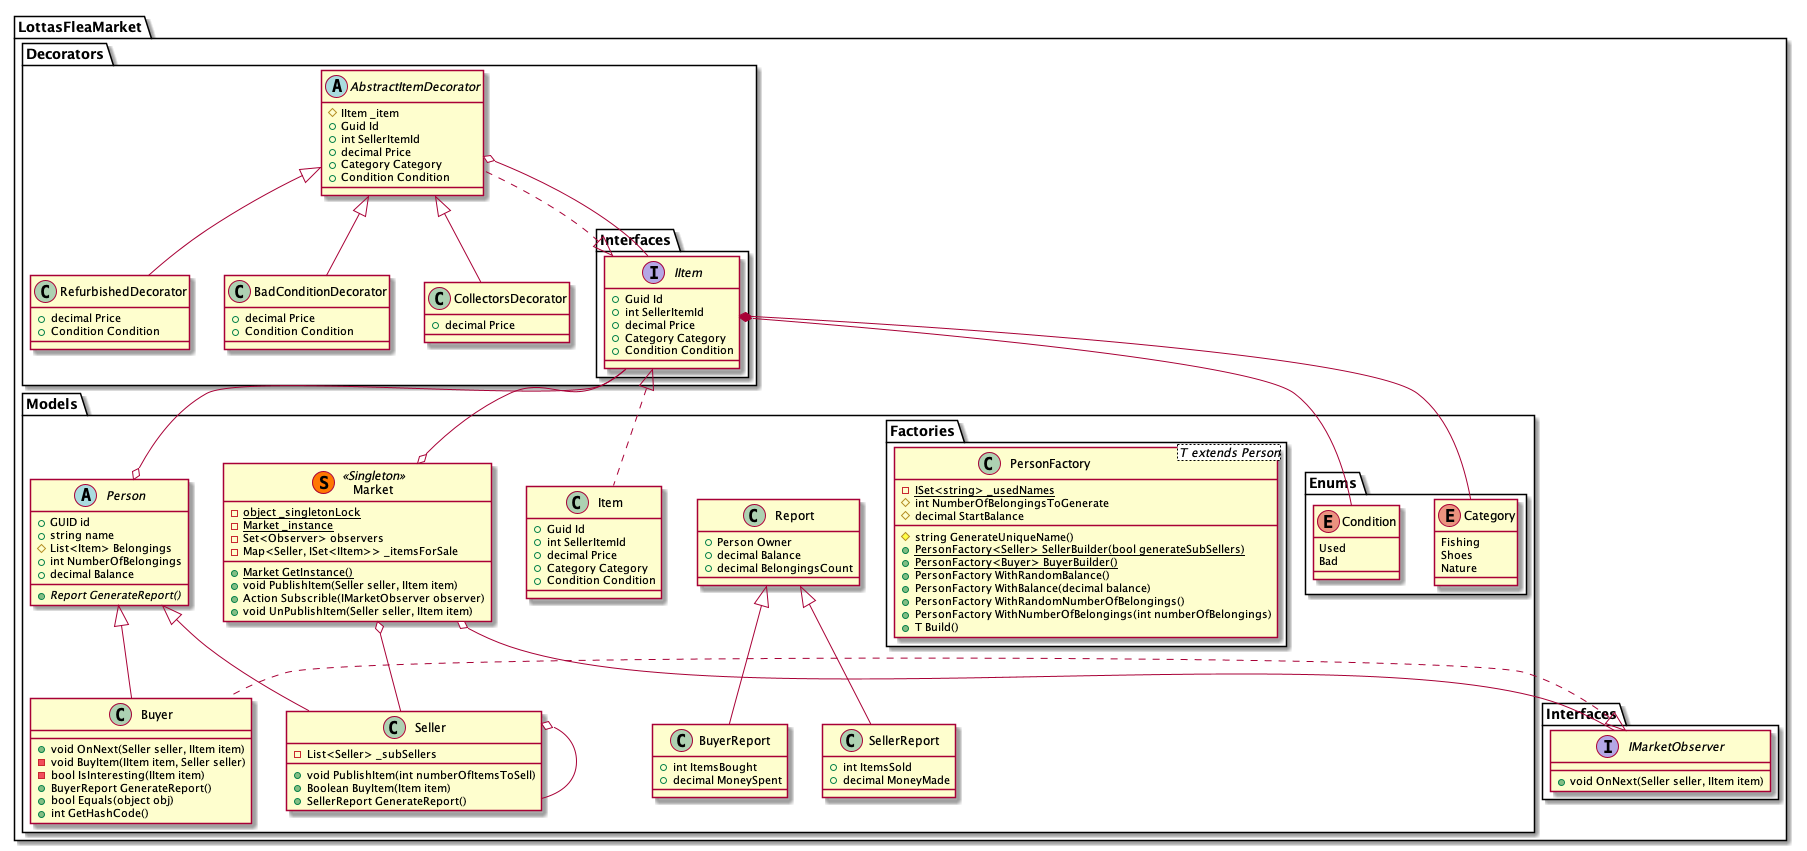 LottasFleaMarket
Decorators
A AbstractItemDecorator
IItem _item
Guid Id
int SellerItemId
decimal Price
Category Category
Condition Condition
Interfaces
C RefurbishedDecorator
decimal Price
Condition Condition
C BadConditionDecorator
decimal Price
Condition Condition
C CollectorsDecorator
decimal Price
I IItem
Guid Id
int SellerItemId
decimal Price
Category Category
Condition Condition
Models
A Person
GUID id
string name
List<Item> Belongings
int NumberOfBelongings
decimal Balance
Report GenerateReport()
S «Singleton»
Market
object _singletonLock
Market _instance
Set<Observer> observers
Map<Seller, ISet<IItem>> _itemsForSale
Market GetInstance()
void PublishItem(Seller seller, IItem item)
Action Subscrible(IMarketObserver observer)
void UnPublishItem(Seller seller, IItem item)
C Item
Guid Id
int SellerItemId
decimal Price
Category Category
Condition Condition
C Report
Person Owner
decimal Balance
decimal BelongingsCount
Factories
T extends Person
C PersonFactory
ISet<string> _usedNames
int NumberOfBelongingsToGenerate
decimal StartBalance
string GenerateUniqueName()
PersonFactory<Seller> SellerBuilder(bool generateSubSellers)
PersonFactory<Buyer> BuyerBuilder()
PersonFactory WithRandomBalance()
PersonFactory WithBalance(decimal balance)
PersonFactory WithRandomNumberOfBelongings()
PersonFactory WithNumberOfBelongings(int numberOfBelongings)
T Build()
Enums
E Condition
Used
Bad
E Category
Fishing
Shoes
Nature
C Buyer
void OnNext(Seller seller, IItem item)
void BuyItem(IItem item, Seller seller)
bool IsInteresting(IItem item)
BuyerReport GenerateReport()
bool Equals(object obj)
int GetHashCode()
C Seller
List<Seller> _subSellers
void PublishItem(int numberOfItemsToSell)
Boolean BuyItem(Item item)
SellerReport GenerateReport()
C BuyerReport
int ItemsBought
decimal MoneySpent
C SellerReport
int ItemsSold
decimal MoneyMade
Interfaces
I IMarketObserver
void OnNext(Seller seller, IItem item)